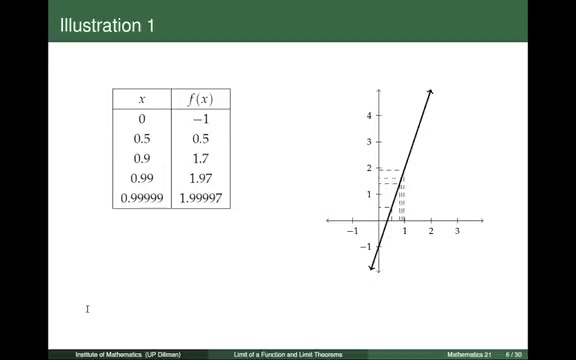 Illustration 1
x f(x)
0 −1
0.5 0.5
0.9 1.7
0.99 1.97
0.99999 1.99997
4
3
2
1
−1 1 2 3
−1
Institute of Mathematics (UP Diliman) Limit of a Function and Limit Theorems Mathematics 21 6 / 30